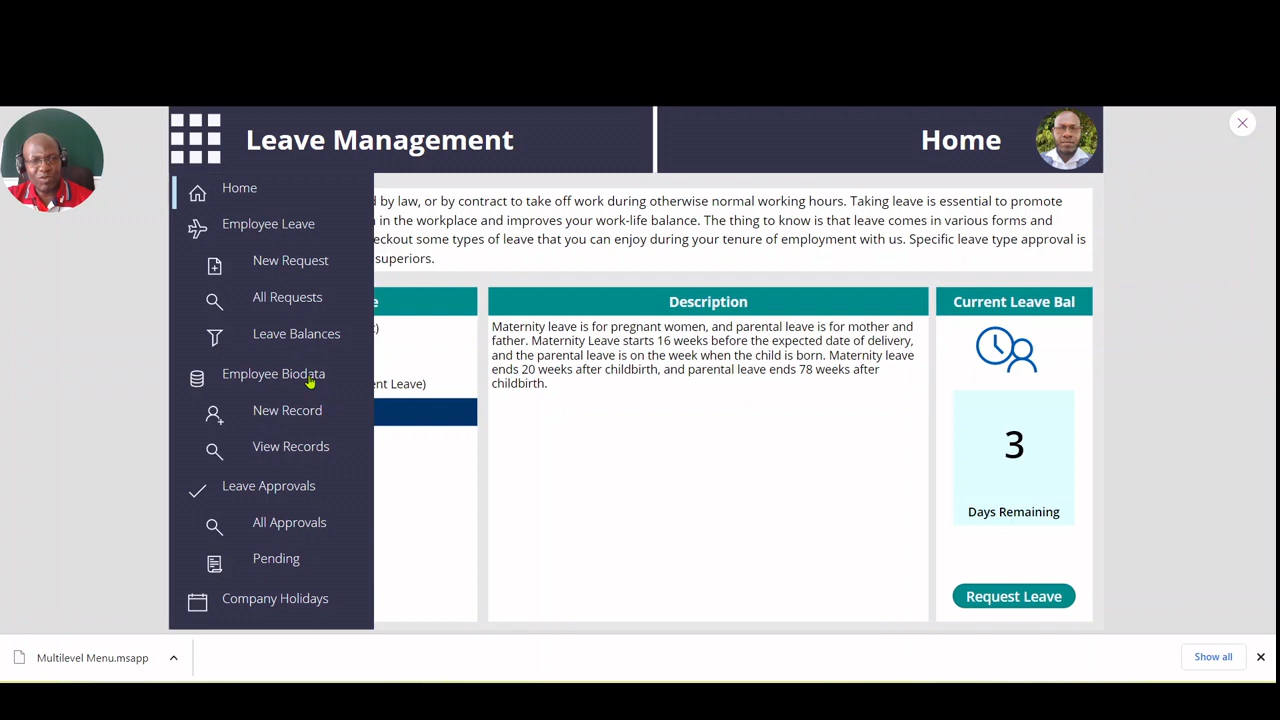 Leave Management
Home
Home
Employee Leave
New Request
All Requests
Leave Balances
Employee Biodata
New Record
View Records
Leave Approvals
All Approvals
Pending
Company Holidays
d by law, or by contract to take off work during otherwise normal working hours. Taking leave is essential to promote
in the workplace and improves your work-life balance. The thing to know is that leave comes in various forms and
eckout some types of leave that you can enjoy during your tenure of employment with us. Specific leave type approval is
superiors.
e
ent Leave)
Description
Maternity leave is for pregnant women, and parental leave is for mother and
father. Maternity Leave starts 16 weeks before the expected date of delivery,
and the parental leave is on the week when the child is born. Maternity leave
ends 20 weeks after childbirth, and parental leave ends 78 weeks after
childbirth.
Current Leave Bal
3
Days Remaining
Request Leave
Multilevel Menu.msapp
Show all